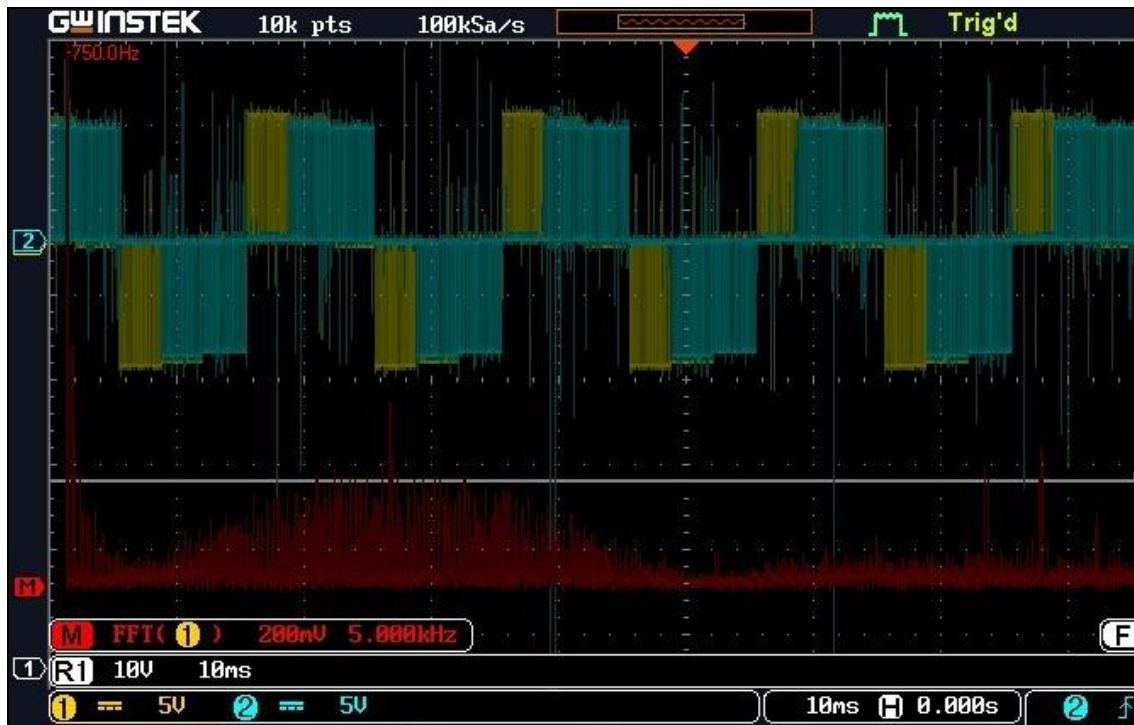 GWINSTEK 10k pts 100kSa/s Trig'd
-750.0Hz
2
M
M FFT( 1 ) 200mV 5.000kHz F
1 R1 10V 10ms
1 5V 2 5V 10ms H 0.000s 2